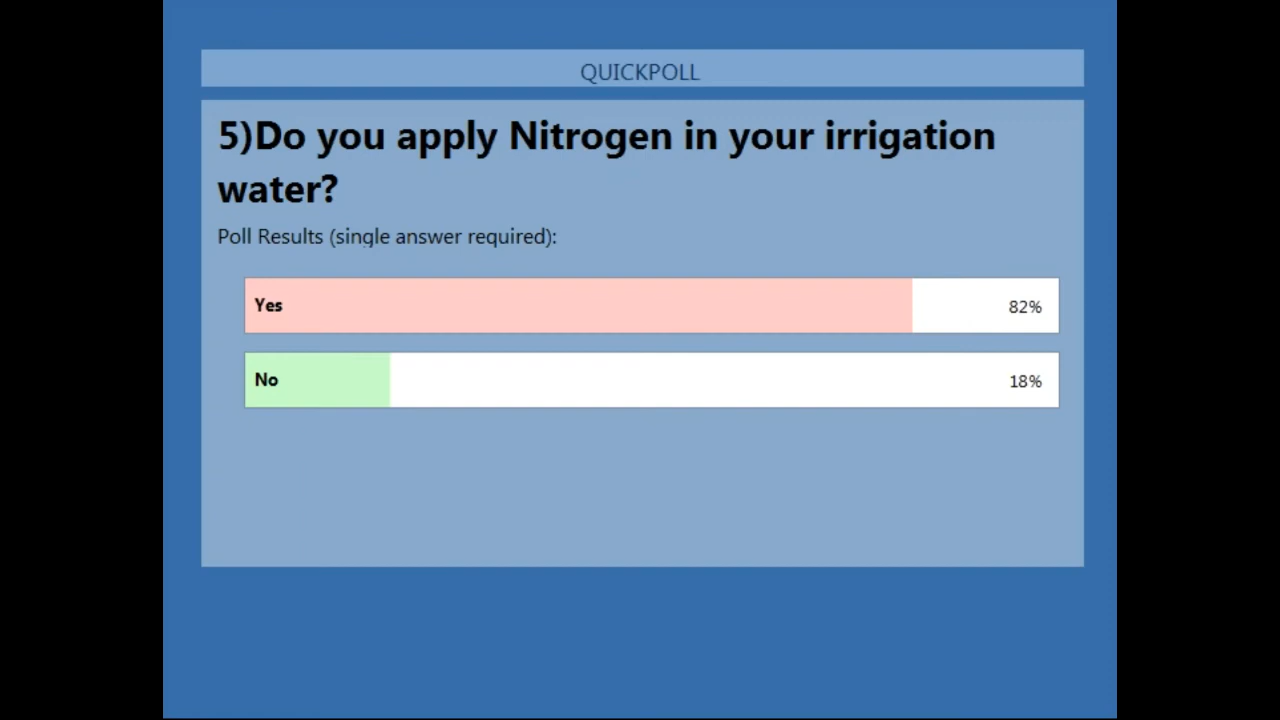 QUICKPOLL
5)Do you apply Nitrogen in your irrigation
water?
Poll Results (single answer required):
Yes 82%
No 18%